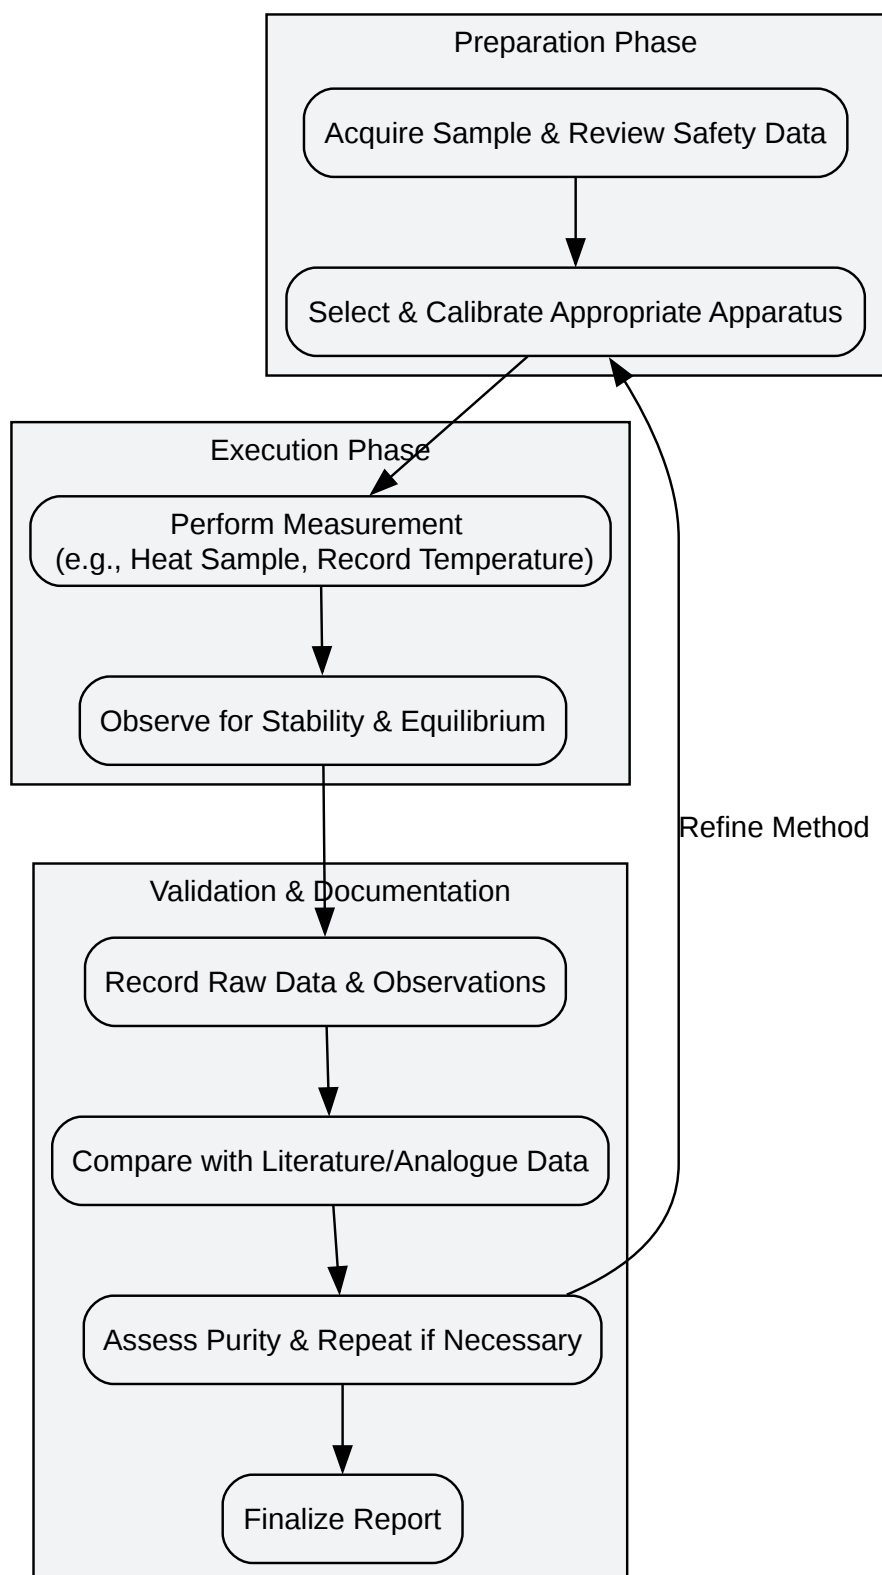 Preparation Phase
Acquire Sample & Review Safety Data
Select & Calibrate Appropriate Apparatus
Execution Phase
Perform Measurement
(e.g., Heat Sample, Record Temperature)
Observe for Stability & Equilibrium
Refine Method
Validation & Documentation
Record Raw Data & Observations
Compare with Literature/Analogue Data
Assess Purity & Repeat if Necessary
Finalize Report